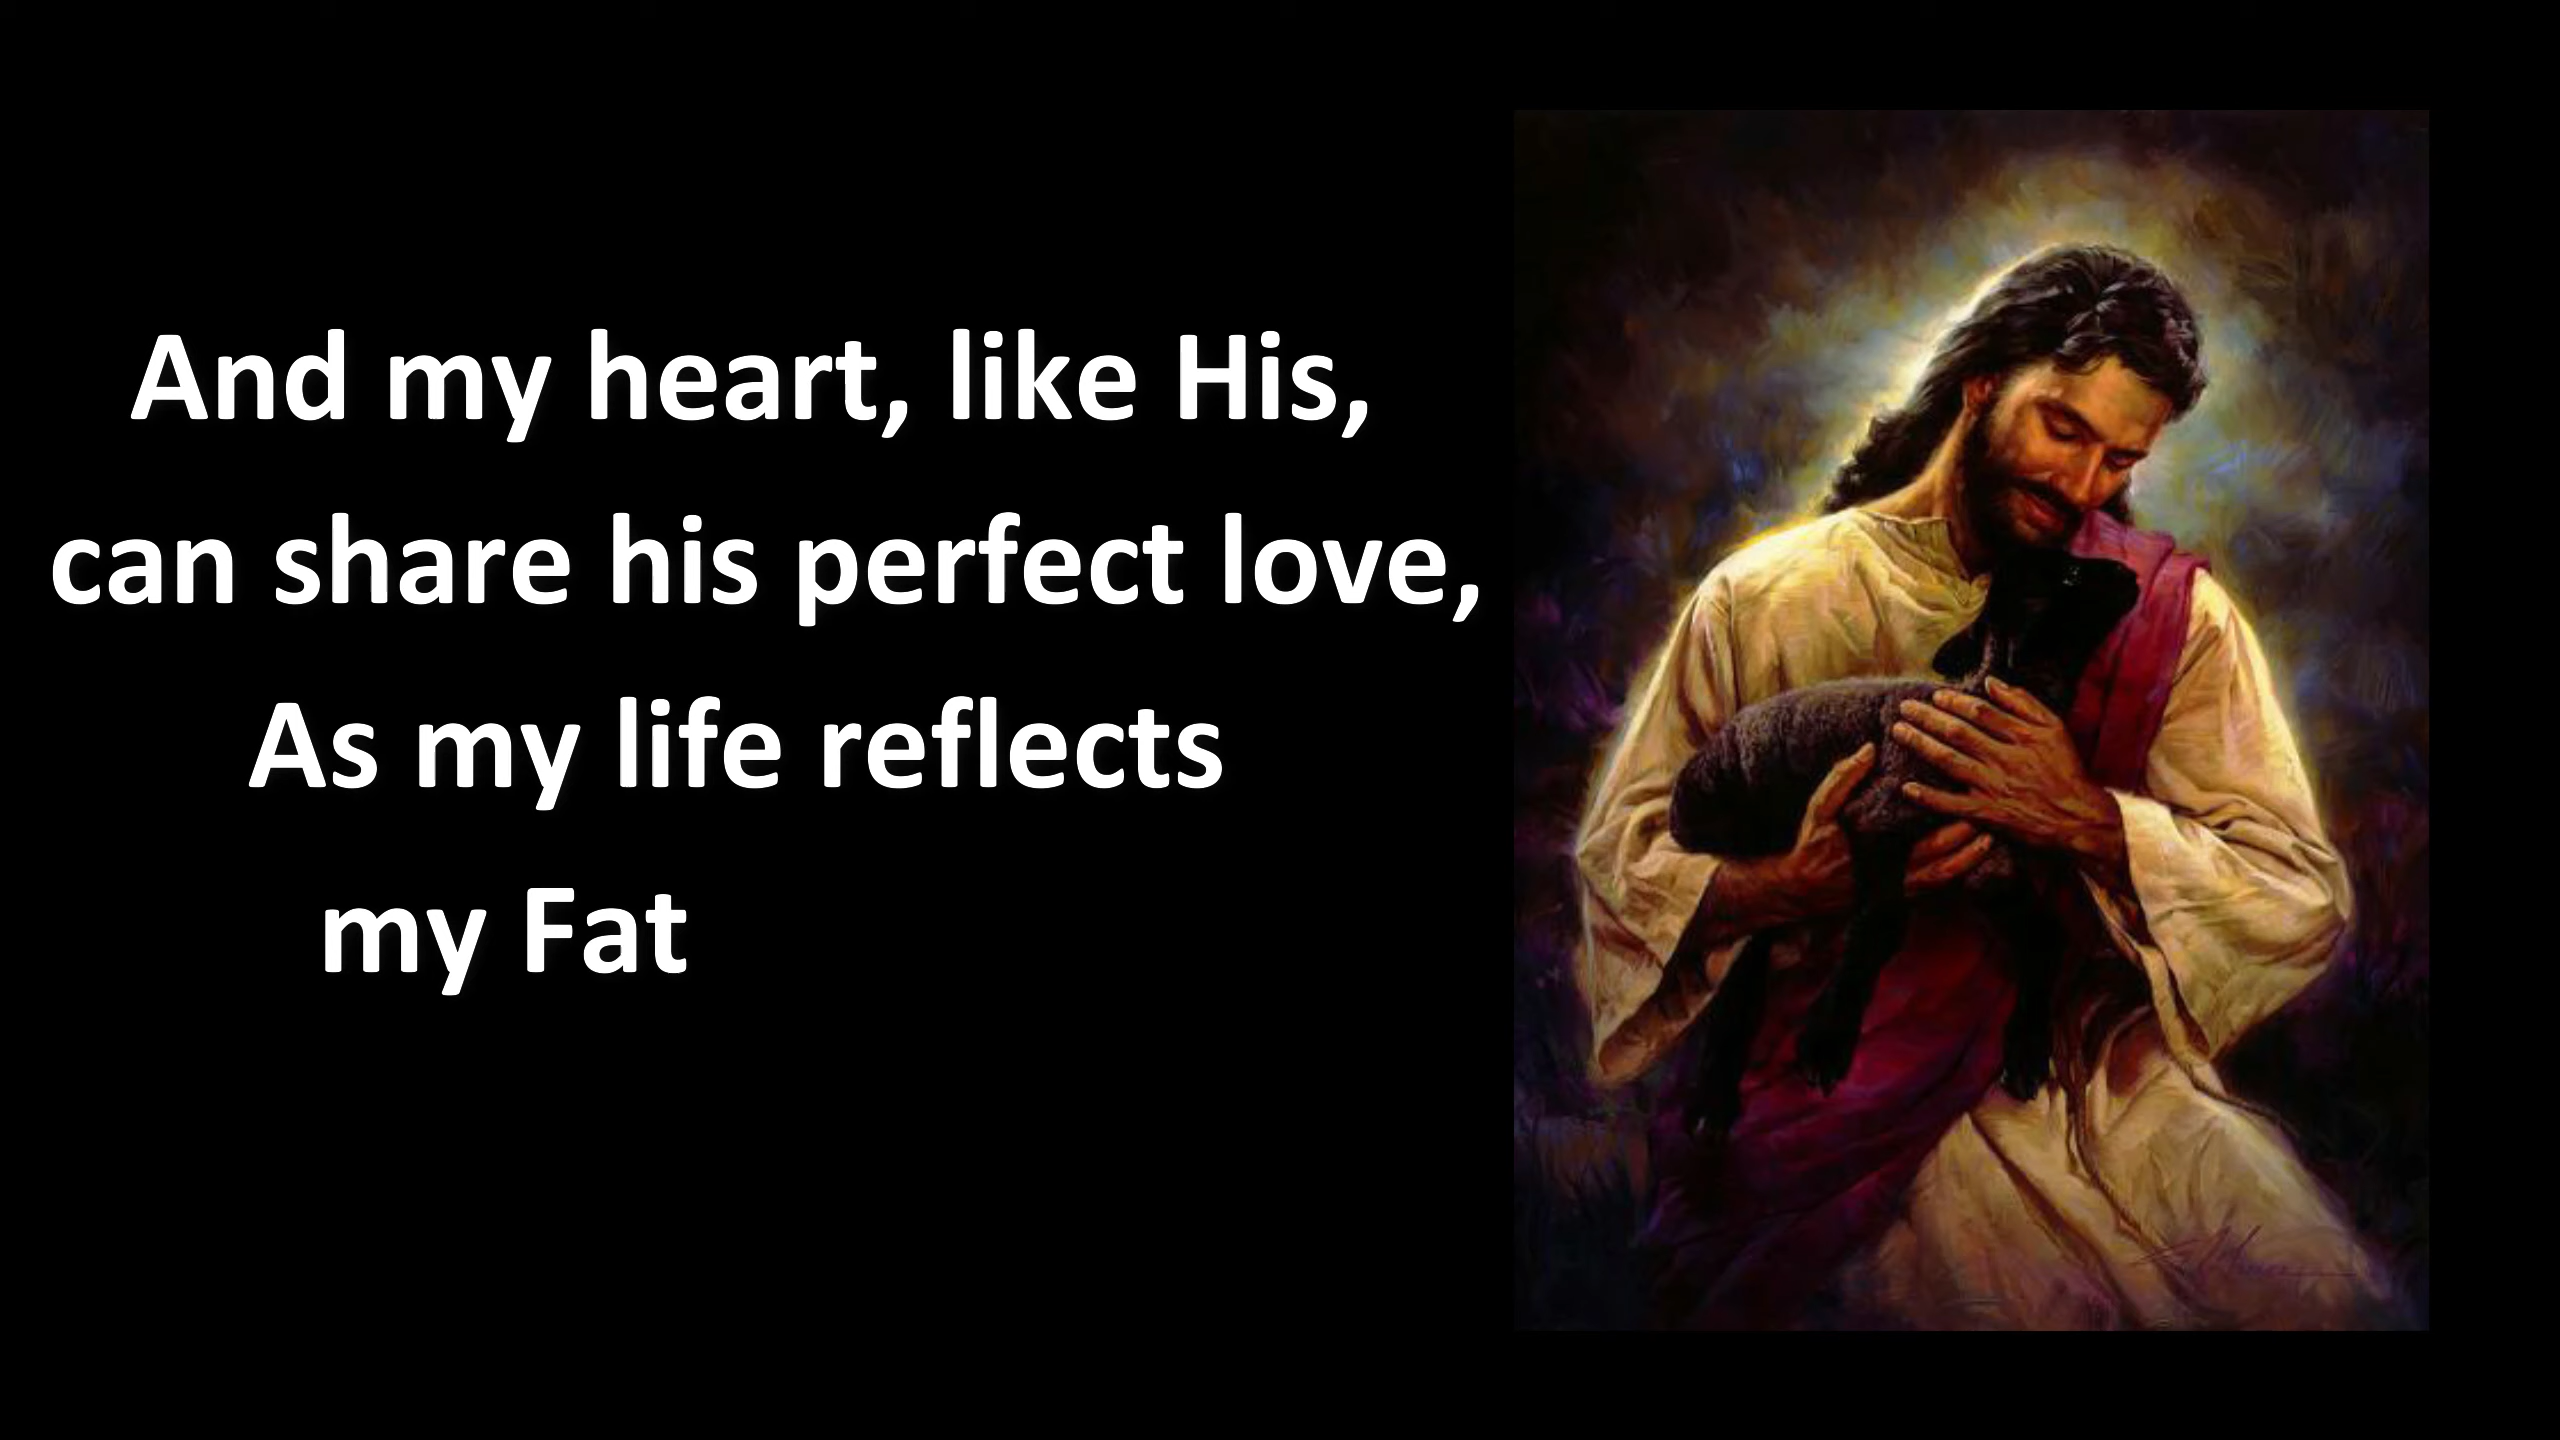 And my heart, like His,
can share his perfect love,
As my life reflects
my Fat